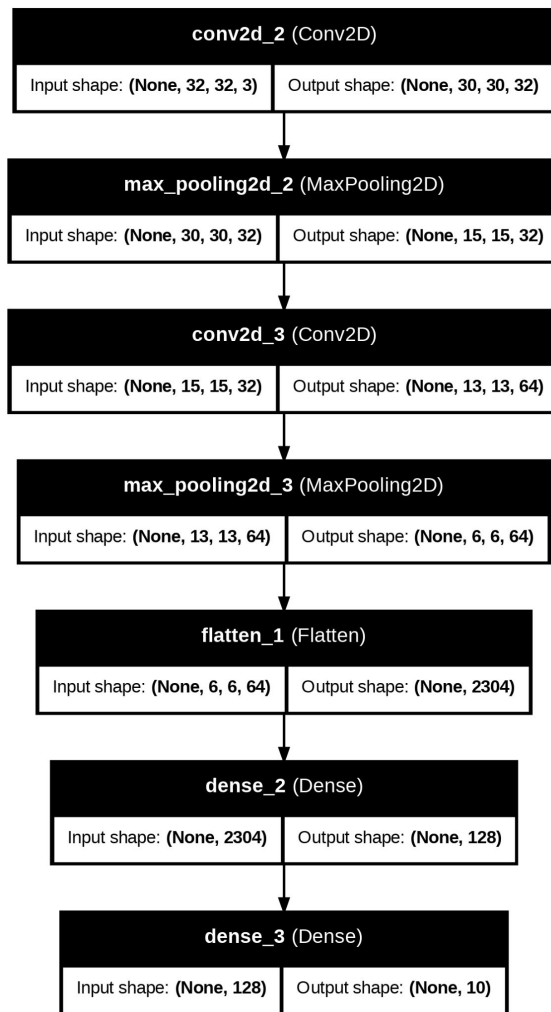 conv2d_2 (Conv2D)
Input shape: (None, 32, 32, 3) Output shape: (None, 30, 30, 32)
max_pooling2d_2 (MaxPooling2D)
Input shape: (None, 30, 30, 32) Output shape: (None, 15, 15, 32)
conv2d_3 (Conv2D)
Input shape: (None, 15, 15, 32) Output shape: (None, 13, 13, 64)
max_pooling2d_3 (MaxPooling2D)
Input shape: (None, 13, 13, 64) Output shape: (None, 6, 6, 64)
flatten_1 (Flatten)
Input shape: (None, 6, 6, 64) Output shape: (None, 2304)
dense_2 (Dense)
Input shape: (None, 2304) Output shape: (None, 128)
dense_3 (Dense)
Input shape: (None, 128) Output shape: (None, 10)